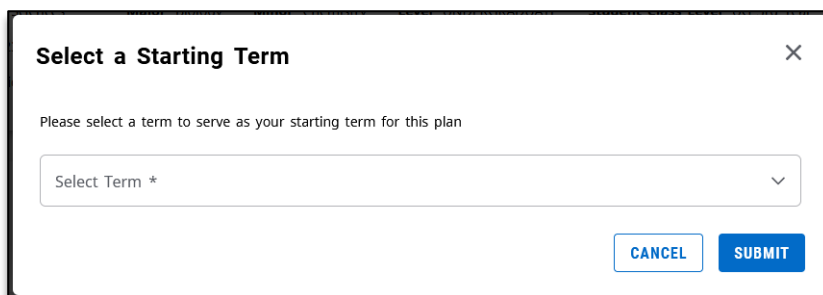 Select a Starting Term
Please select a term to serve as your starting term for this plan
Select Term *
CANCEL
SUBMIT